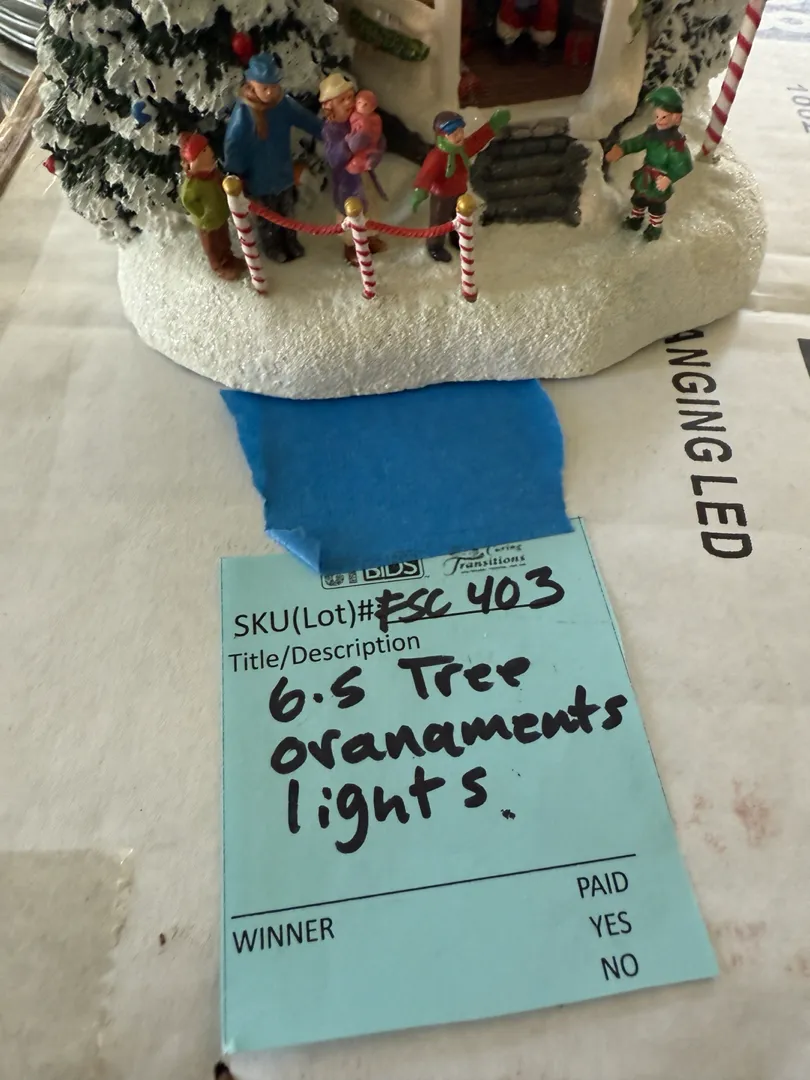 ANGING LED
BIDS
Caring
Transitions
SKU(Lot)# FSC 403
Title/Description
6.5 Tree
oranaments
lights.
PAID
WINNER YES
NO